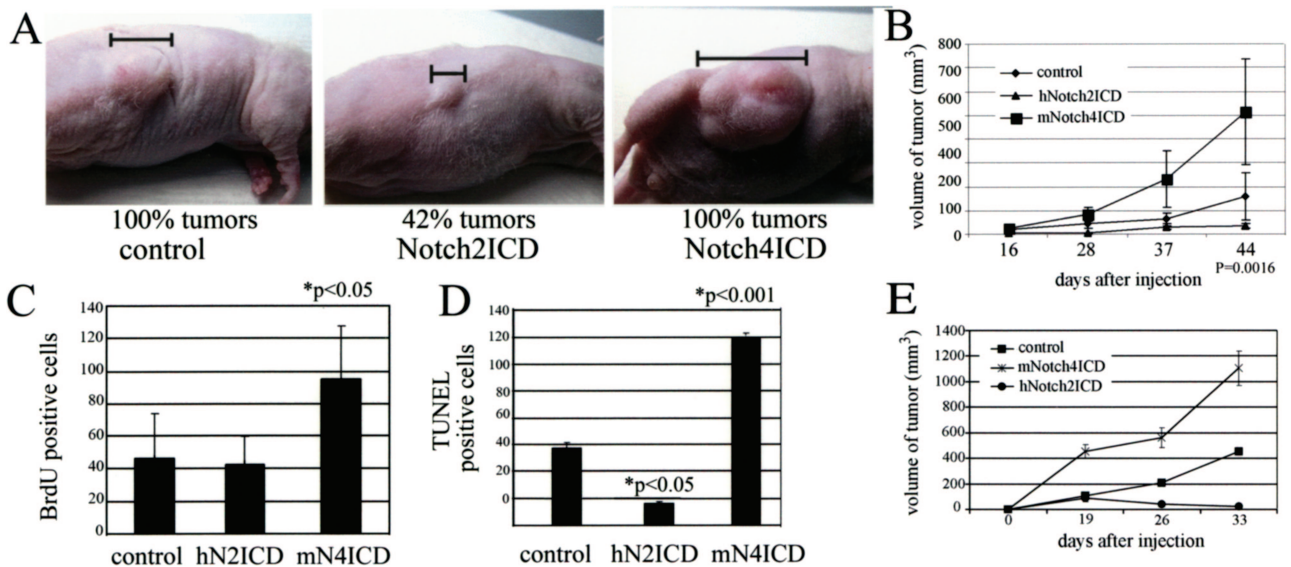 A
100% tumors
control
42% tumors
Notch2ICD
100% tumors
Notch4ICD
B
volume of tumor (mm³)
800
700
600
500
400
200
100
0
control
hNotch2ICD
mNotch4ICD
16 28 37 44
P=0.0016
days after injection
C
*p<0.05
BrdU positive cells
140
120
100
80
60
40
20
0
control hN2ICD mN4ICD
D
*p<0.001
TUNEL
positive cells
140
120
100
80
60
40
20
0
*p<0.05
control hN2ICD mN4ICD
E
volume of tumor (mm³)
1400
1200
1000
800
600
400
200
0
control
mNotch4ICD
hNotch2ICD
0 19 26 33
days after injection